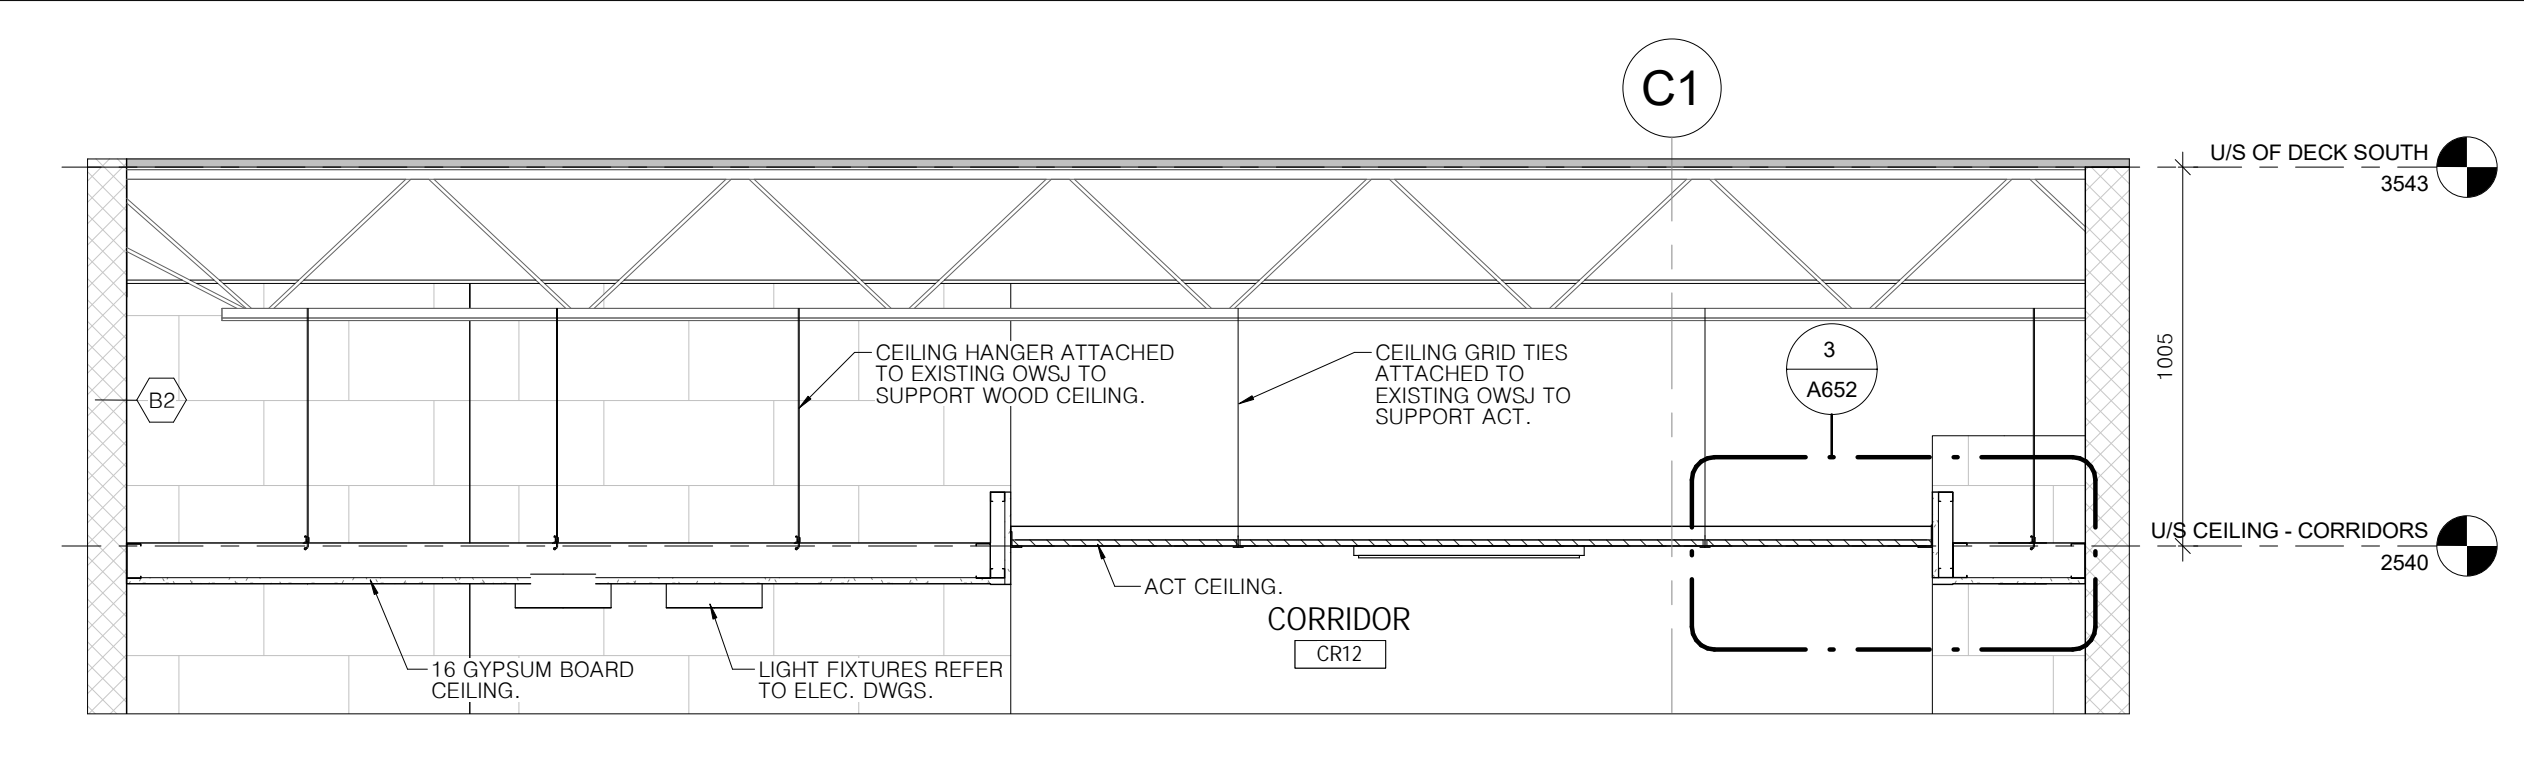 C1
U/S OF DECK SOUTH
3543
CEILING HANGER ATTACHED
TO EXISTING OWSJ TO
SUPPORT WOOD CEILING.
CEILING GRID TIES
ATTACHED TO
EXISTING OWSJ TO
SUPPORT ACT.
3
A652
1005
B2
U/S CEILING - CORRIDORS
2540
ACT CEILING.
CORRIDOR
CR12
16 GYPSUM BOARD
CEILING.
LIGHT FIXTURES REFER
TO ELEC. DWGS.